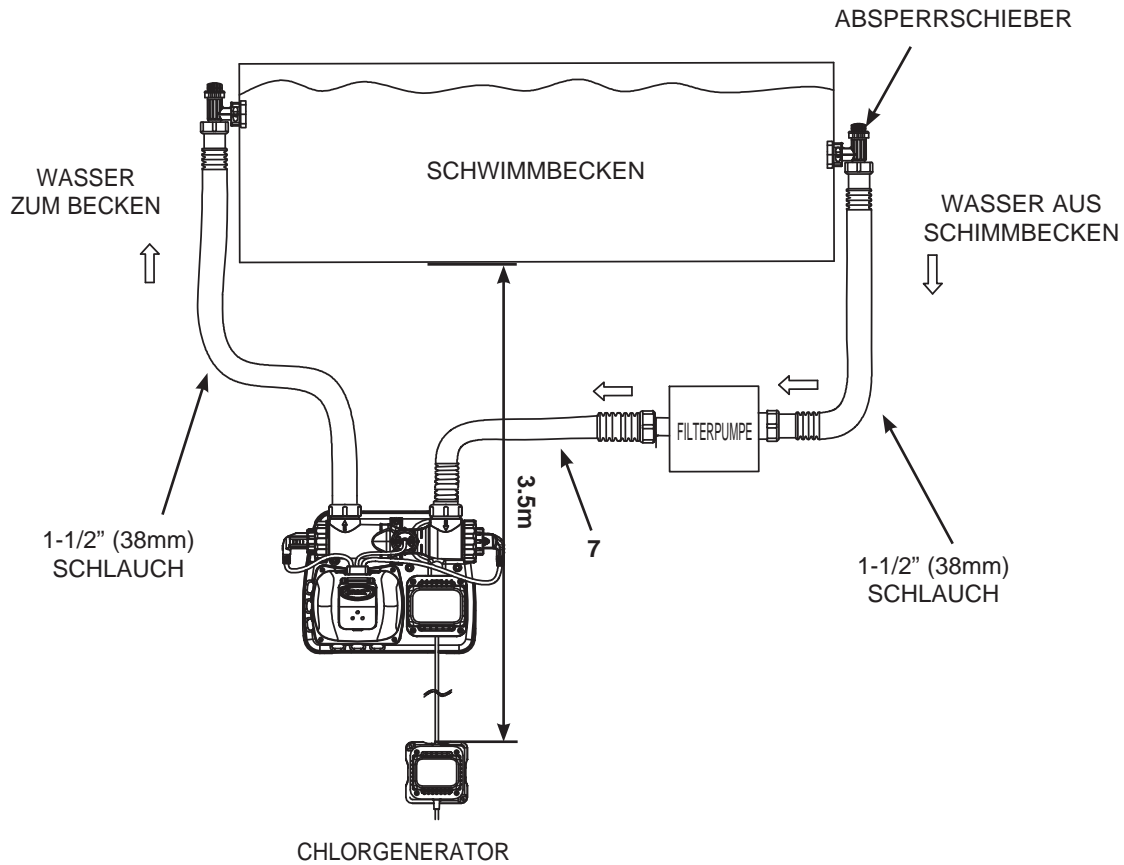 ABSPERRSCHIEBER
SCHWIMMBECKEN
WASSER
ZUM BECKEN
WASSER AUS
SCHIMMBECKEN
FILTERPUMPE
3.5m
7
1-1/2” (38mm)
SCHLAUCH
1-1/2” (38mm)
SCHLAUCH
CHLORGENERATOR